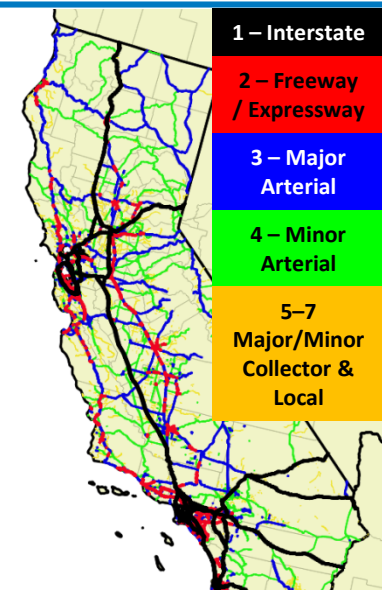 1 – Interstate
2 – Freeway
/ Expressway
3 – Major
Arterial
4 – Minor
Arterial
5–7
Major/Minor
Collector &
Local